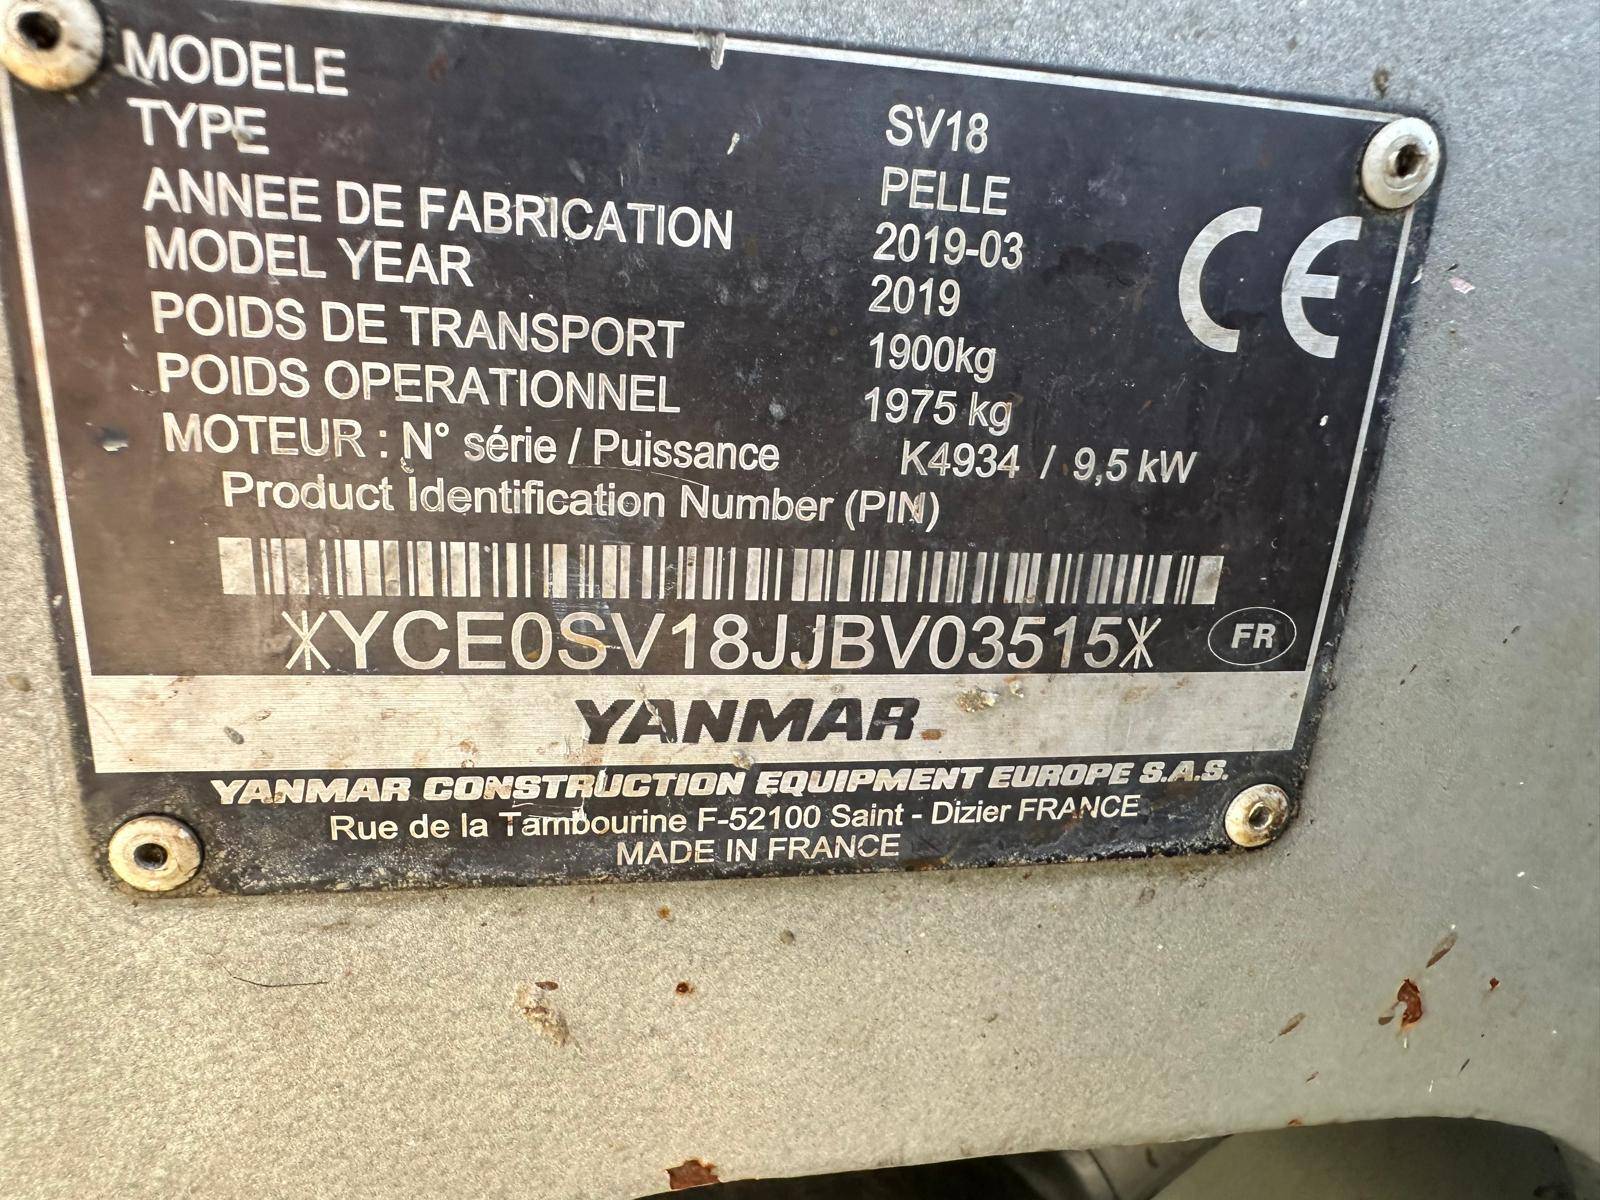 MODELE SV18
TYPE PELLE
ANNEE DE FABRICATION 2019-03
MODEL YEAR 2019
POIDS DE TRANSPORT 1900kg
POIDS OPERATIONNEL 1975 kg
MOTEUR : N° série / Puissance K4934 / 9,5 kW
Product Identification Number (PIN)
*YCE0SV18JJBV03515*
FR
CE
YANMAR
YANMAR CONSTRUCTION EQUIPMENT EUROPE S.A.S.
Rue de la Tambourine F-52100 Saint - Dizier FRANCE
MADE IN FRANCE